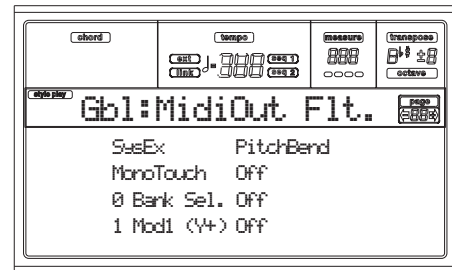 chord tempo measure transpose
ext seq 1
link seq 2
octave
style play page
Gbl:MidiOut Flt.
SysEx PitchBend
MonoTouch Off
0 Bank Sel. Off
1 Mod1 (Y+) Off